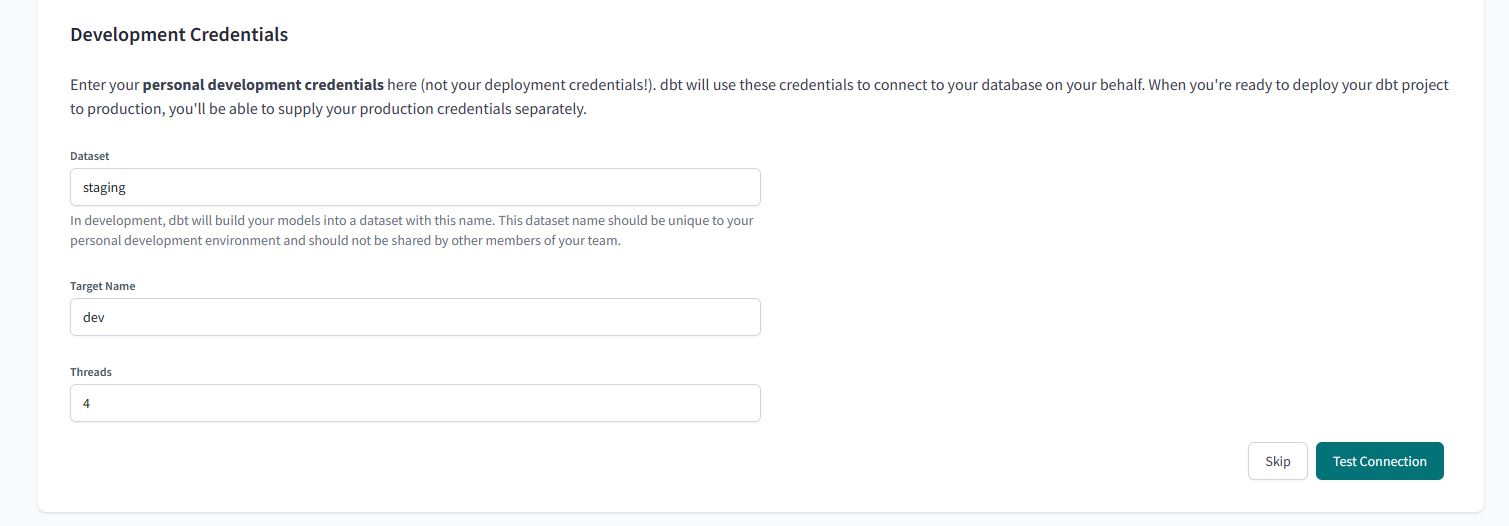 Development Credentials
Enter your personal development credentials here (not your deployment credentials!). dbt will use these credentials to connect to your database on your behalf. When you're ready to deploy your dbt project
to production, you'll be able to supply your production credentials separately.
Dataset
staging
In development, dbt will build your models into a dataset with this name. This dataset name should be unique to your
personal development environment and should not be shared by other members of your team.
Target Name
dev
Threads
4
Skip
Test Connection